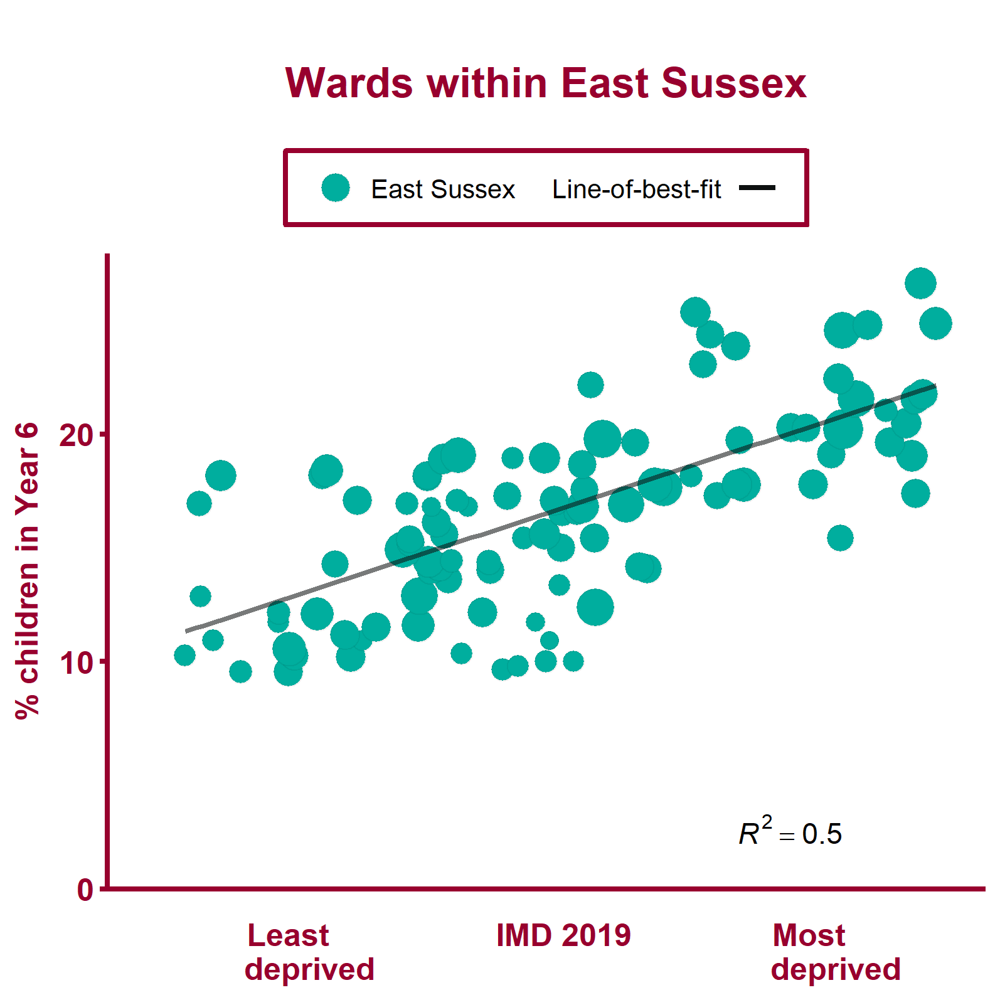 Wards within East Sussex
East Sussex Line-of-best-fit
% children in Year 6
20
10
0
R² = 0.5
Least deprived
IMD 2019
Most deprived